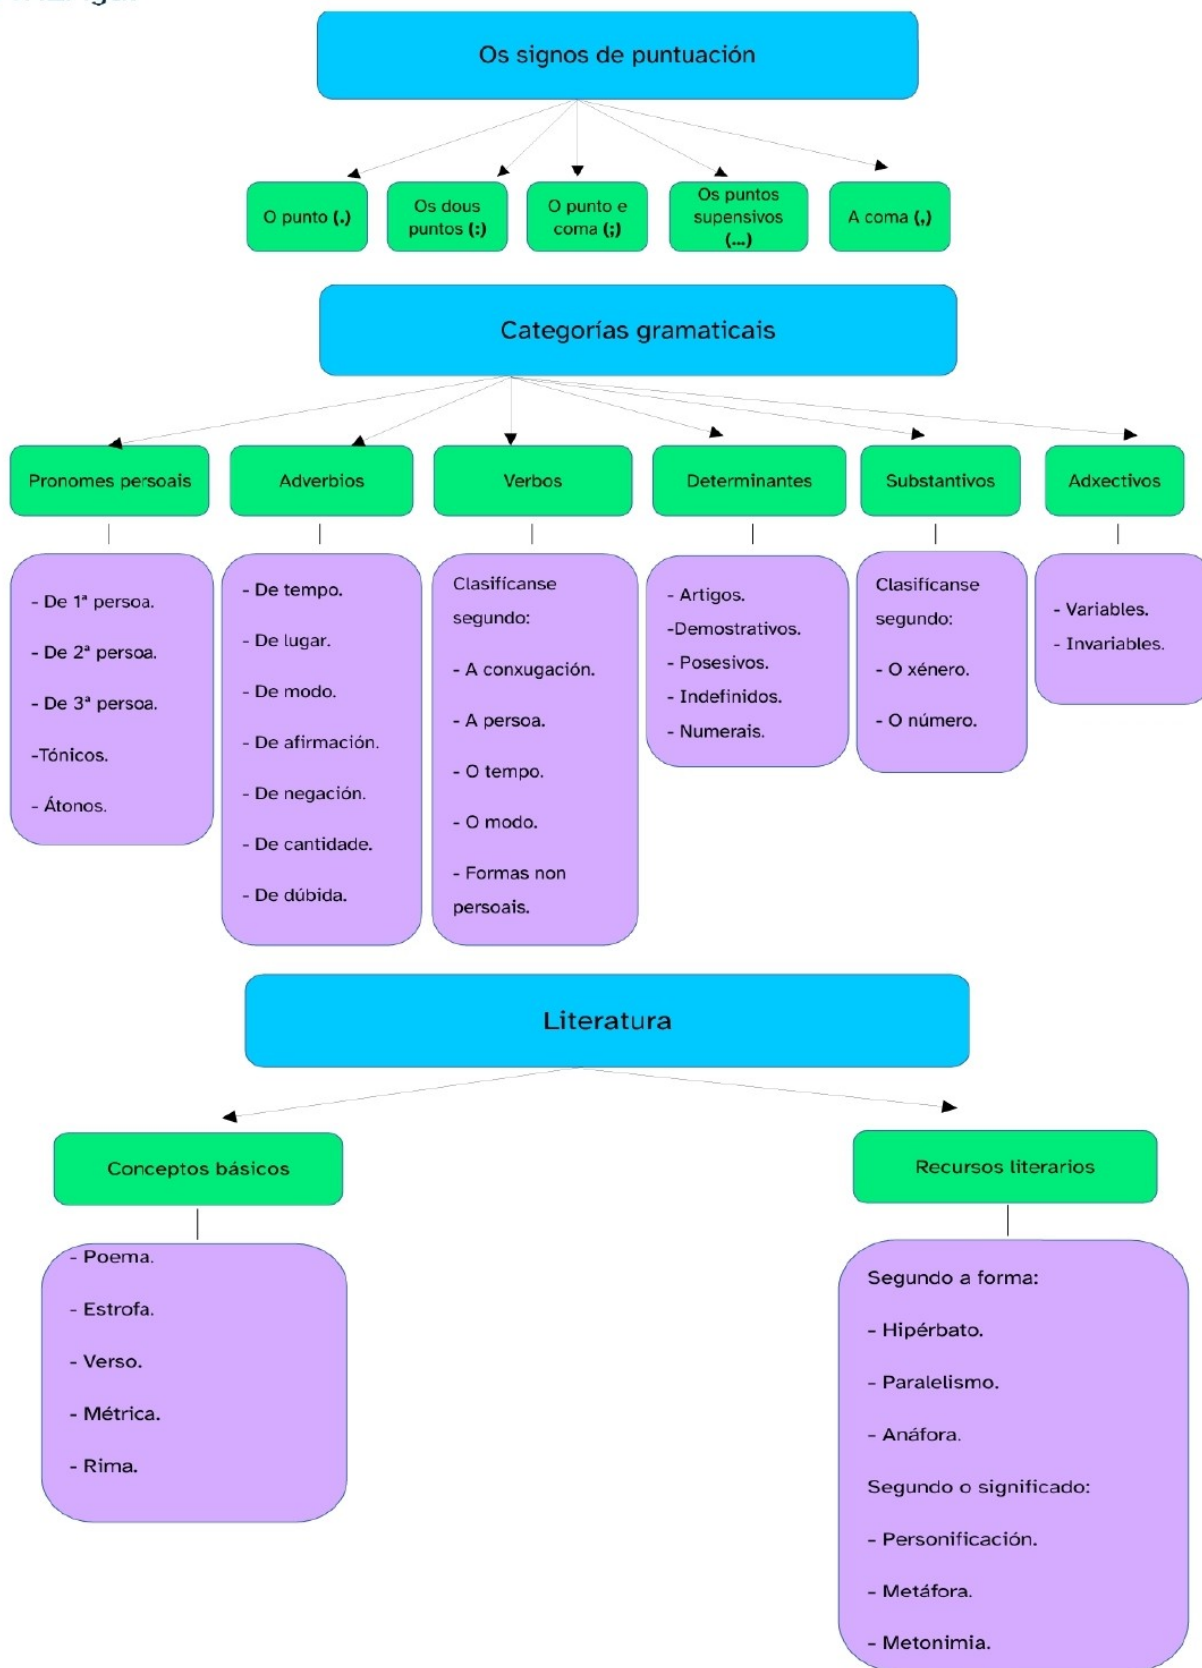 Os signos de puntuación
O punto (.)
Os dous
puntos (:)
O punto e
coma (;)
Os puntos
supensivos
(...)
A coma (,)
Categorías gramaticais
Pronomes persoais
Adverbios
Verbos
Determinantes
Substantivos
Adxectivos
- De 1ª persoa.
- De 2ª persoa.
- De 3ª persoa.
-Tónicos.
- Átonos.
- De tempo.
- De lugar.
- De modo.
- De afirmación.
- De negación.
- De cantidade.
- De dúbida.
Clasifícanse
segundo:
- A conxugación.
- A persoa.
- O tempo.
- O modo.
- Formas non
persoais.
- Artigos.
-Demostrativos.
- Posesivos.
- Indefinidos.
- Numerais.
Clasifícanse
segundo:
- O xénero.
- O número.
- Variables.
- Invariables.
Literatura
Conceptos básicos
Recursos literarios
- Poema.
- Estrofa.
- Verso.
- Métrica.
- Rima.
Segundo a forma:
- Hipérbato.
- Paralelismo.
- Anáfora.
Segundo o significado:
- Personificación.
- Metáfora.
- Metonimia.